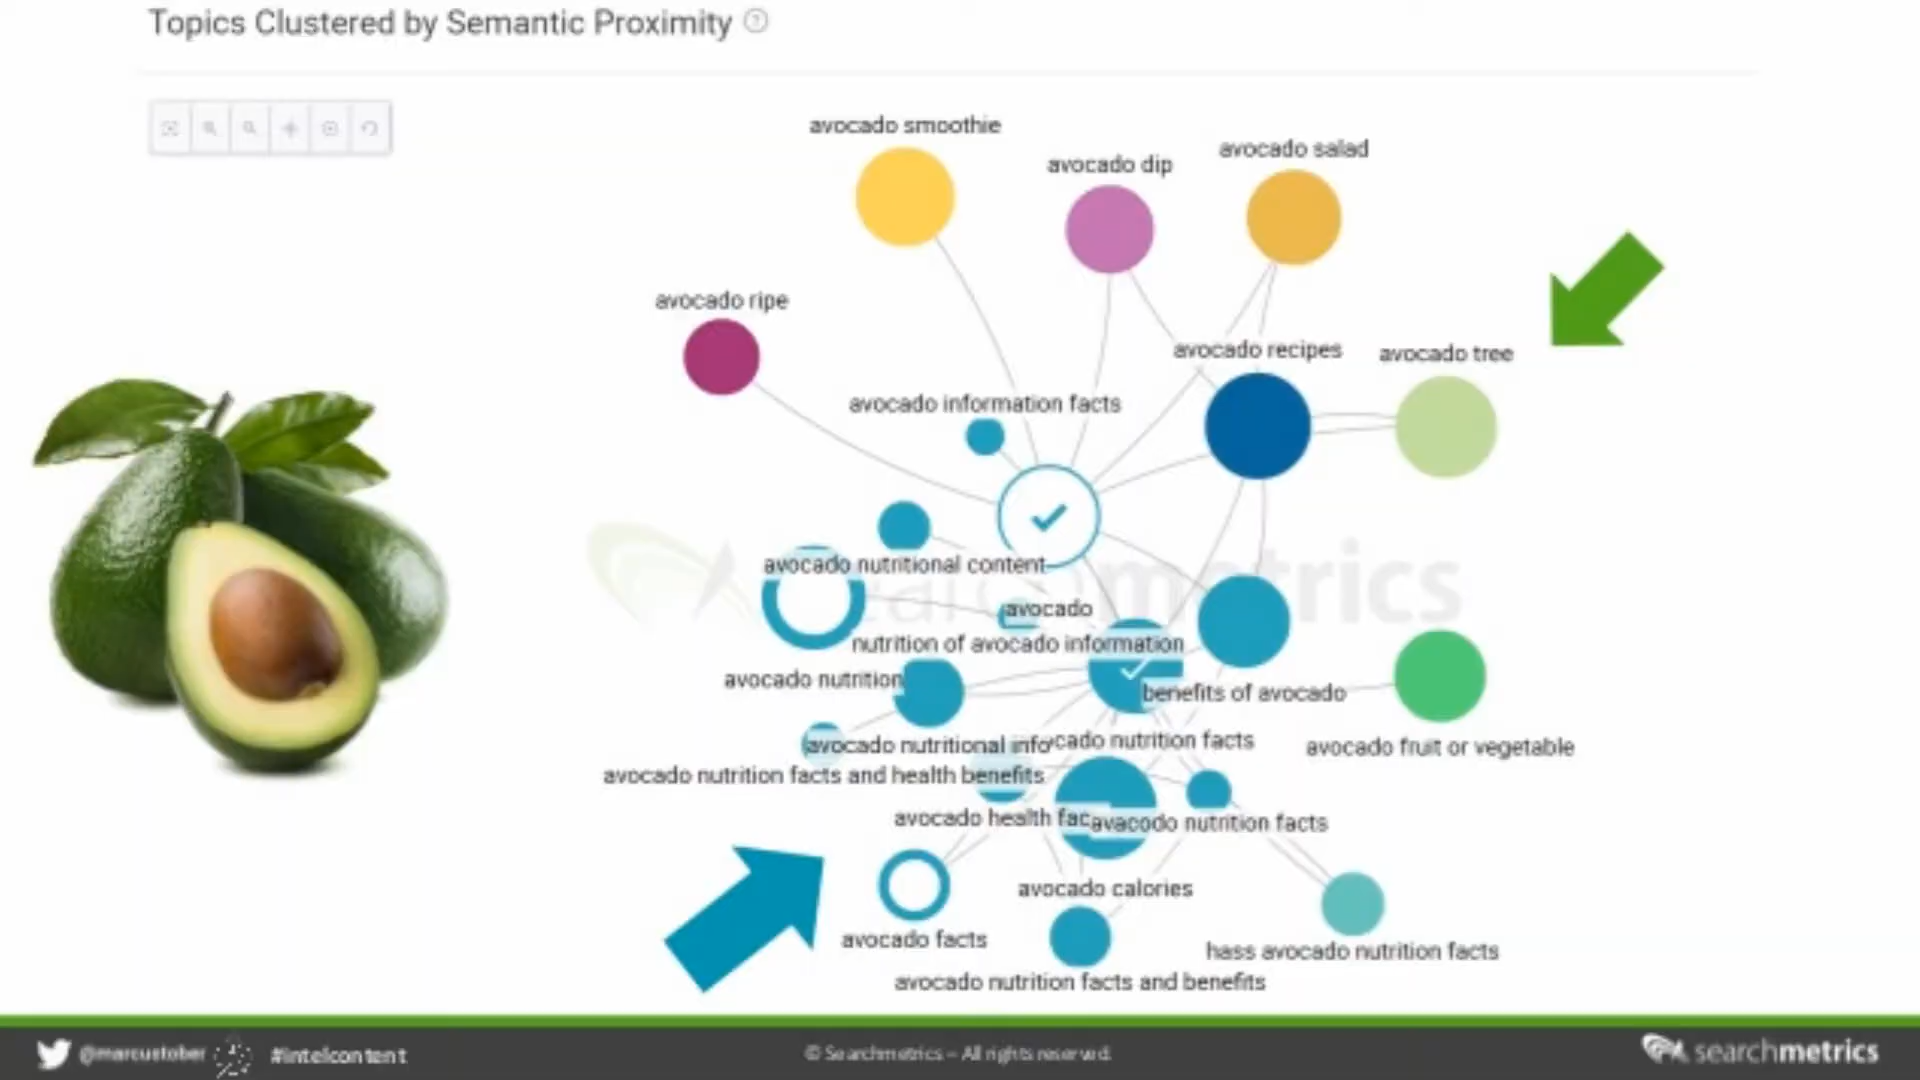 Topics Clustered by Semantic Proximity ?
avocado smoothie
avocado dip
avocado salad
avocado ripe
avocado recipes
avocado tree
avocado information facts
avocado nutritional content
avocado
nutrition of avocado information
avocado nutrition
benefits of avocado
avocado nutritional info
cado nutrition facts
avocado fruit or vegetable
avocado nutrition facts and health benefits
avocado health fac
avacodo nutrition facts
avocado calories
avocado facts
hass avocado nutrition facts
avocado nutrition facts and benefits
searchmetrics
@marcustober
#intelcontent
© Searchmetrics – All rights reserved.
searchmetrics